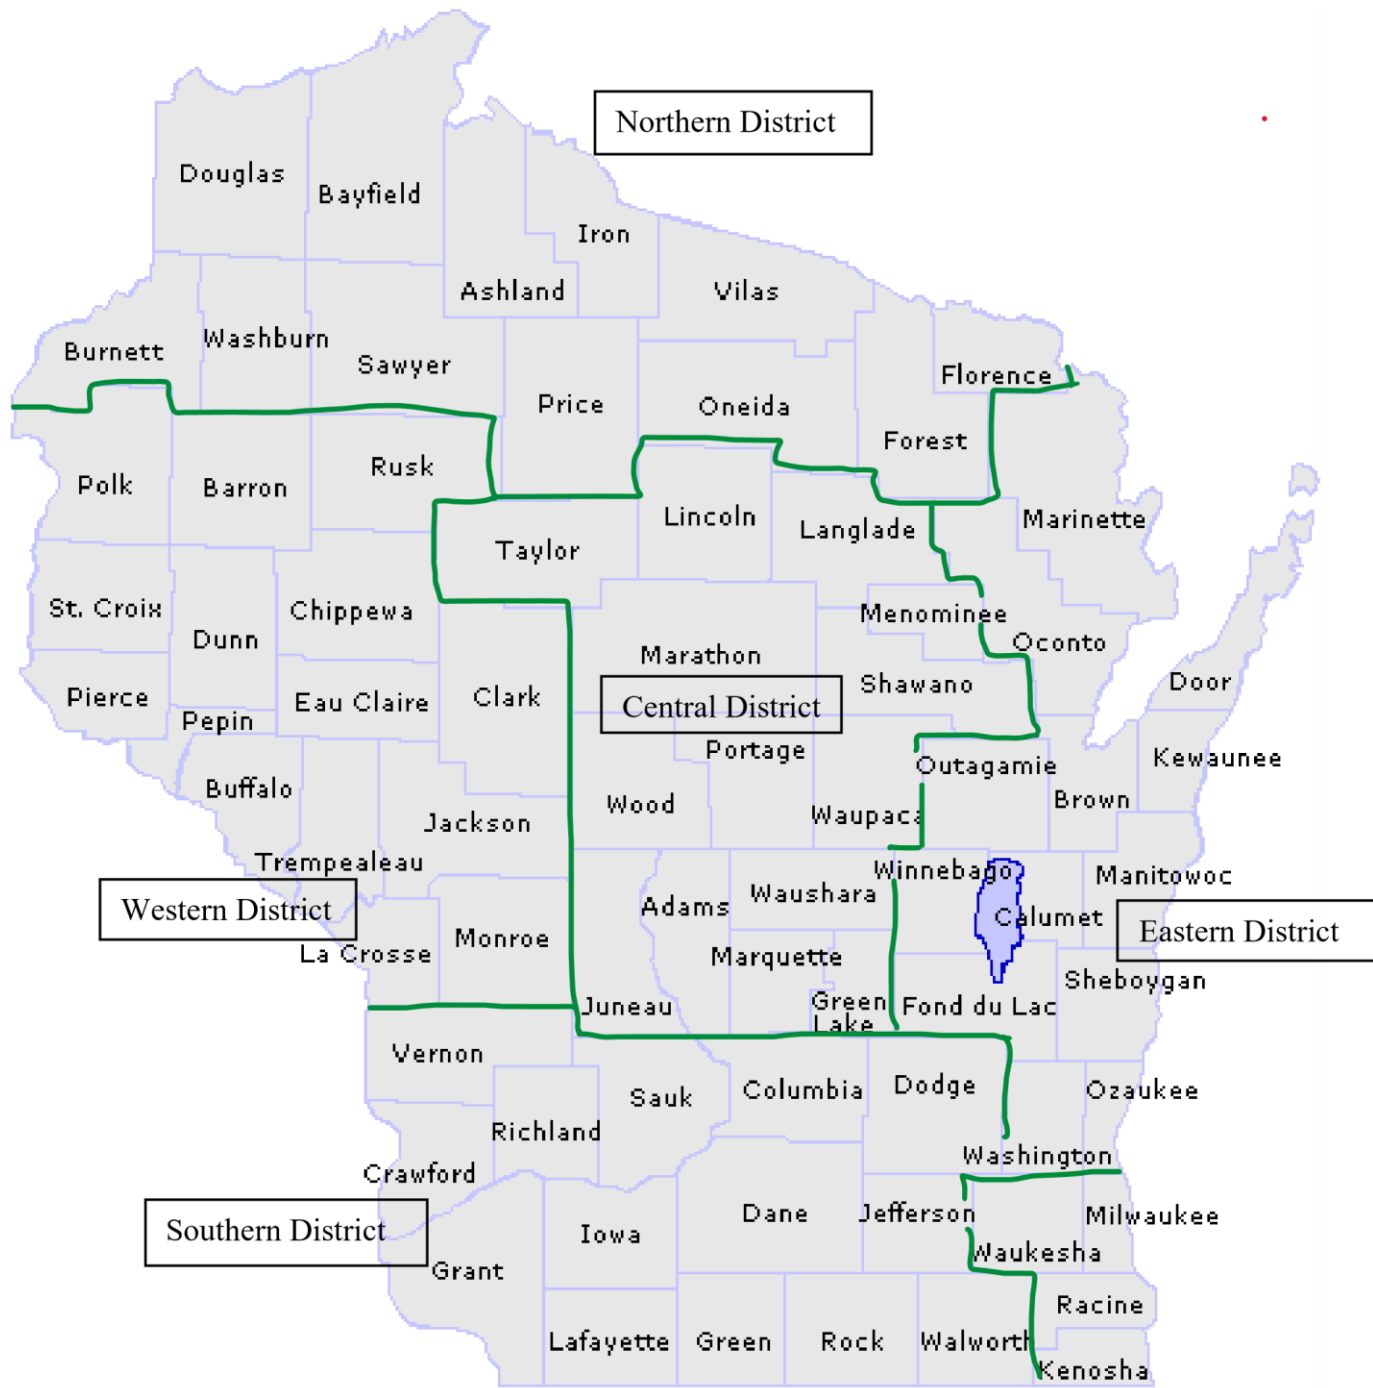 Northern District
Douglas
Bayfield
Iron
Ashland
Vilas
Burnett
Washburn
Sawyer
Florence
Price
Oneida
Forest
Polk
Barron
Rusk
Lincoln
Langlade
Marinette
Taylor
St. Croix
Dunn
Chippewa
Menominee
Oconto
Marathon
Shawano
Door
Pierce
Pepin
Eau Claire
Clark
Central District
Portage
Outagamie
Kewaunee
Buffalo
Wood
Waupaca
Brown
Jackson
Trempealeau
Winnebago
Manitowoc
Western District
Adams
Waushara
Calumet
Eastern District
La Crosse
Monroe
Marquette
Sheboygan
Juneau
Green
Lake
Fond du Lac
Vernon
Sauk
Columbia
Dodge
Ozaukee
Richland
Washington
Crawford
Southern District
Iowa
Dane
Jefferson
Milwaukee
Waukesha
Grant
Racine
Lafayette
Green
Rock
Walworth
Kenosha